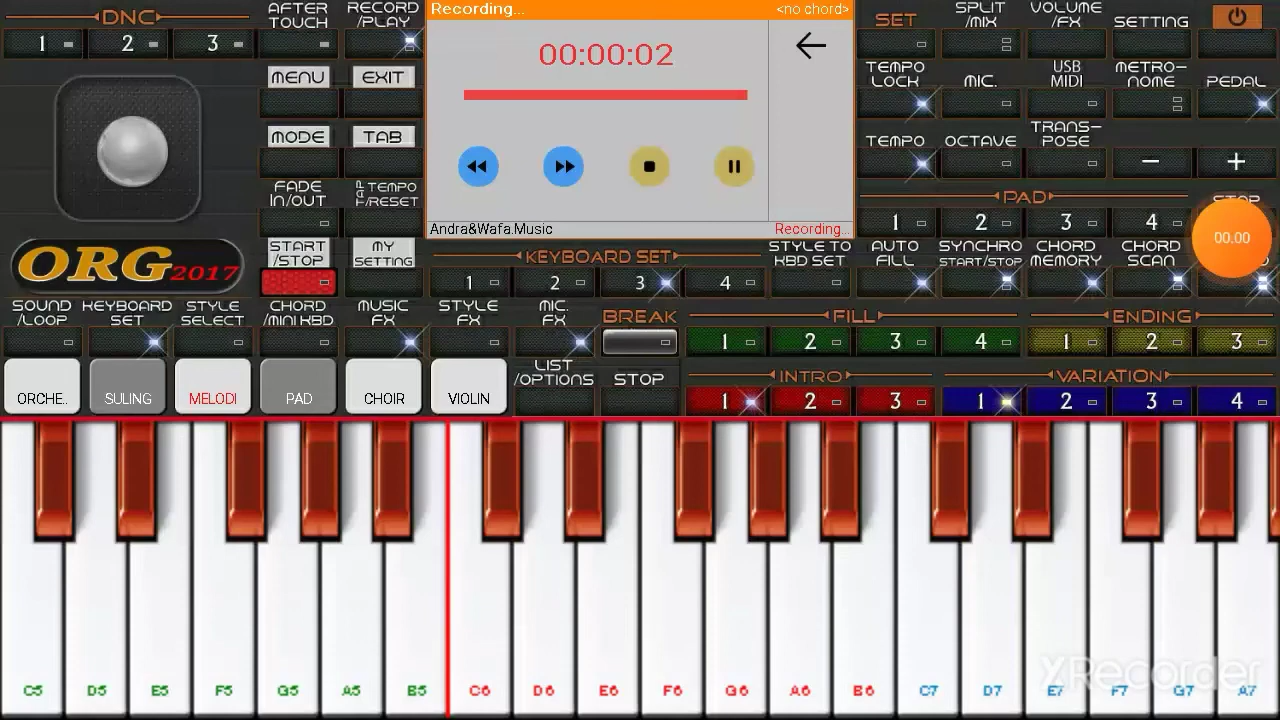 DNC
1 2 3
AFTER TOUCH
RECORD /PLAY
MENU
EXIT
MODE
TAB
FADE IN/OUT
TEMPO /RESET
START /STOP
MY SETTING
ORG 2017
Recording...
<no chord>
00:00:02
Andra&Wafa.Music
Recording...
SET
SPLIT /MIX
VOLUME /FX
SETTING
TEMPO LOCK
MIC.
USB MIDI
METRO- NOME
PEDAL
TEMPO
OCTAVE
TRANS- POSE
− +
PAD
STOP
1 2 3 4
00.00
KEYBOARD SET
1 2 3 4
STYLE TO KBD SET
AUTO FILL
SYNCHRO START/STOP
CHORD MEMORY
CHORD SCAN
SOUND /LOOP
KEYBOARD SET
STYLE SELECT
CHORD /MINI KBD
MUSIC FX
STYLE FX
MIC. FX
BREAK
FILL
1 2 3 4
ENDING
1 2 3
ORCHE..
SULING
MELODI
PAD
CHOIR
VIOLIN
LIST /OPTIONS
STOP
INTRO
1 2 3
VARIATION
1 2 3 4
C5 D5 E5 F5 G5 A5 B5 C6 D6 E6 F6 G6 A6 B6 C7 D7 E7 F7 G7 A7
XRecorder